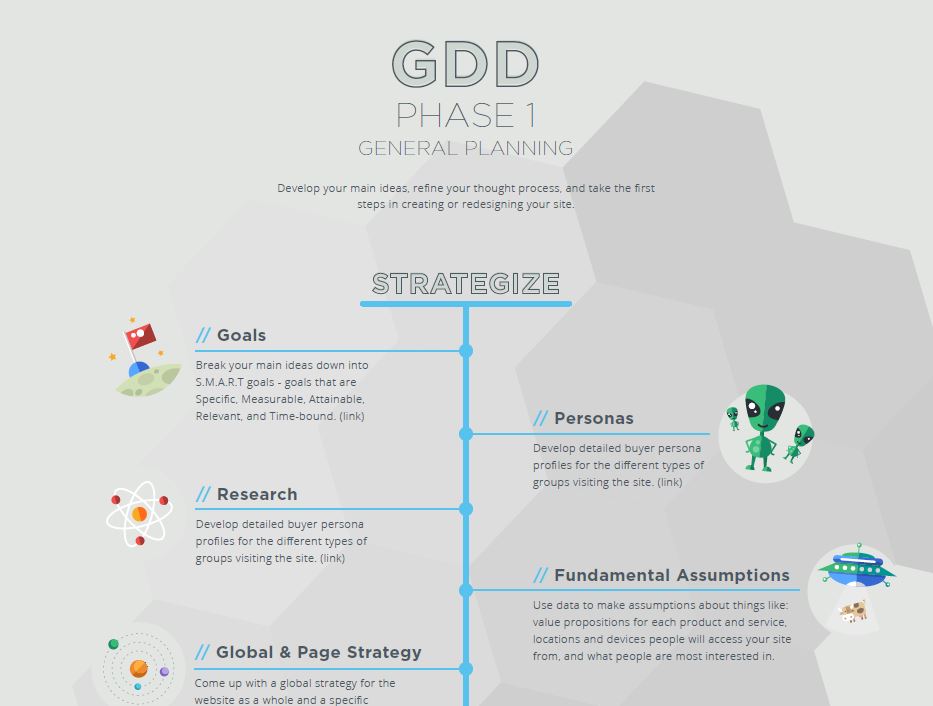 GDD
PHASE 1
GENERAL PLANNING
Develop your main ideas, refine your thought process, and take the first
steps in creating or redesigning your site.
STRATEGIZE
// Goals
Break your main ideas down into
S.M.A.R.T goals - goals that are
Specific, Measurable, Attainable,
Relevant, and Time-bound. (link)
// Personas
Develop detailed buyer persona
profiles for the different types of
groups visiting the site. (link)
// Research
Develop detailed buyer persona
profiles for the different types of
groups visiting the site. (link)
// Fundamental Assumptions
Use data to make assumptions about things like:
value propositions for each product and service,
locations and devices people will access your site
from, and what people are most interested in.
// Global & Page Strategy
Come up with a global strategy for the
website as a whole and a specific